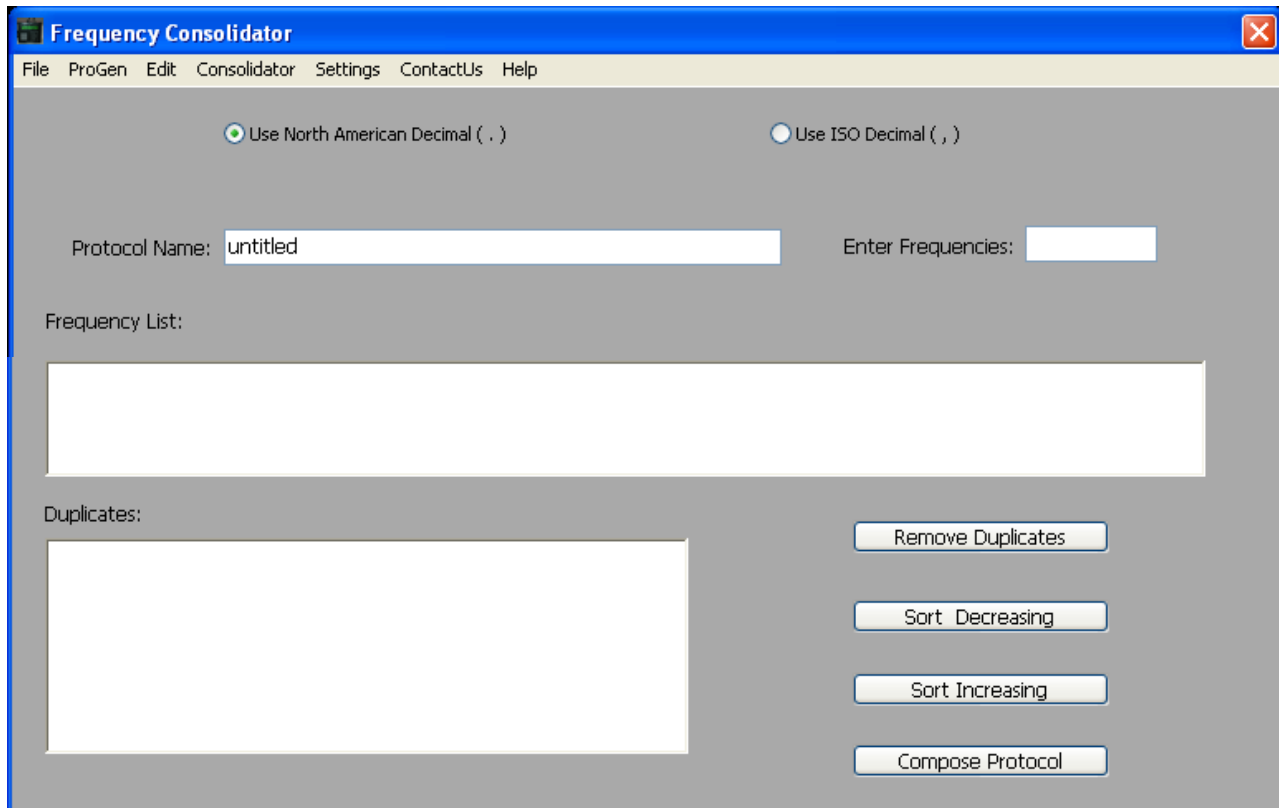 Frequency Consolidator
File ProGen Edit Consolidator Settings ContactUs Help
Use North American Decimal ( . ) Use ISO Decimal ( , )
Protocol Name: untitled Enter Frequencies:
Frequency List:
Duplicates:
Remove Duplicates
Sort Decreasing
Sort Increasing
Compose Protocol